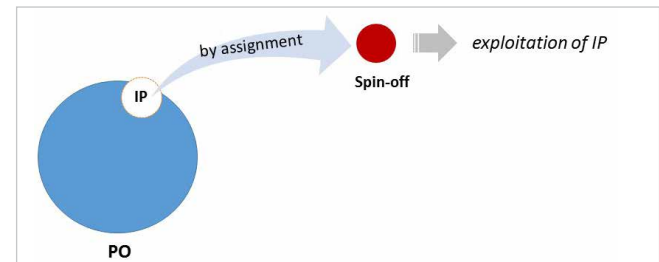 by assignment
exploitation of IP
IP
Spin-off
PO